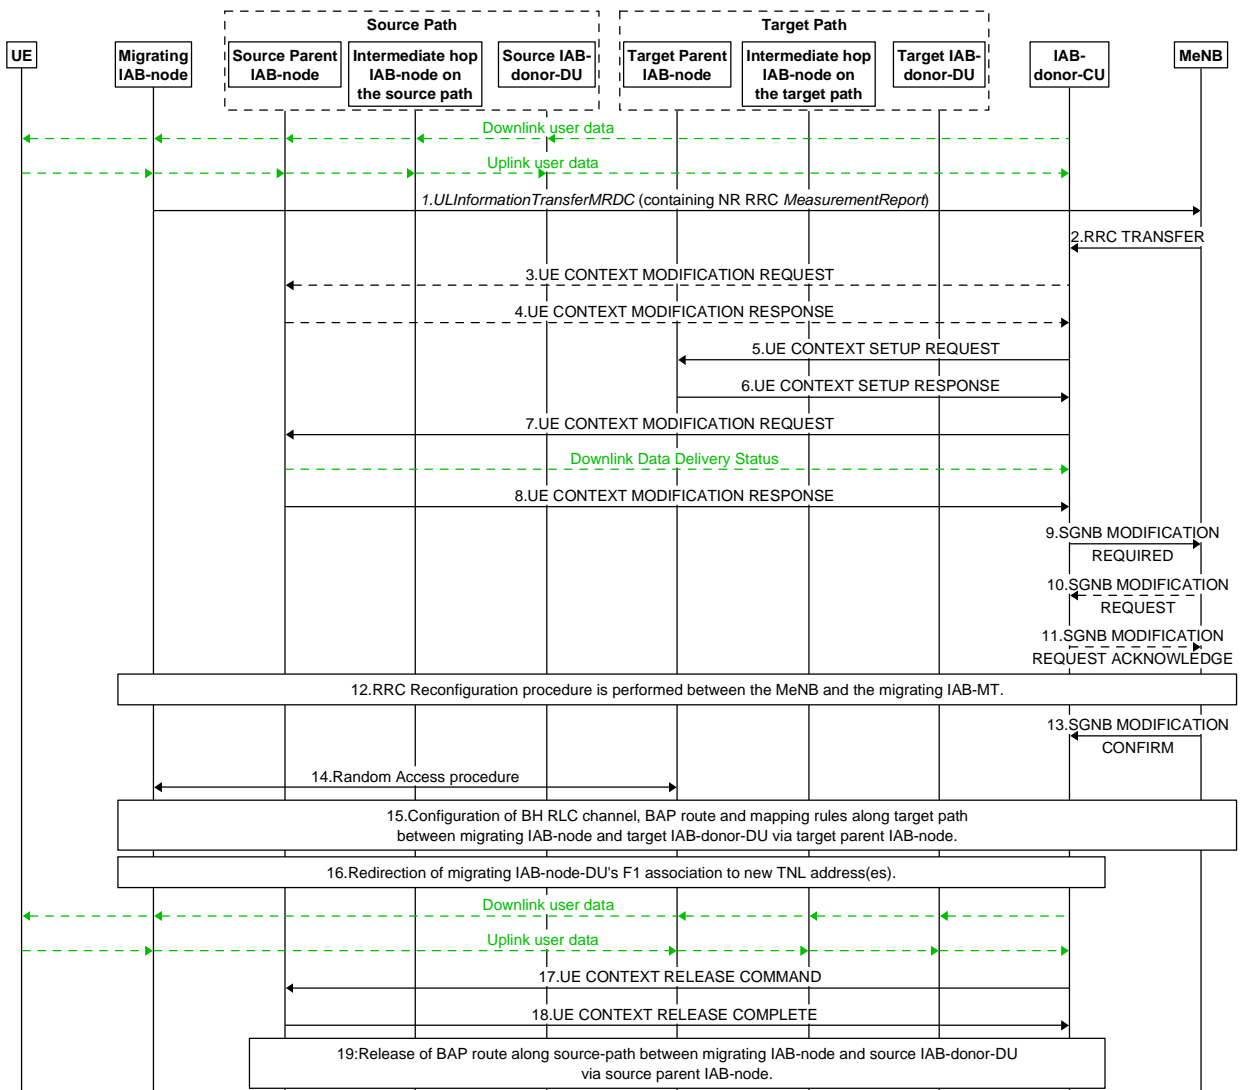 Source Path
Target Path
UE
Migrating
IAB-node
Source Parent
IAB-node
Intermediate hop
IAB-node on
the source path
Source IAB-
donor-DU
Target Parent
IAB-node
Intermediate hop
IAB-node on
the target path
Target IAB-
donor-DU
IAB-
donor-CU
MeNB
Downlink user data
Uplink user data
1.ULInformationTransferMRDC (containing NR RRC MeasurementReport)
2.RRC TRANSFER
3.UE CONTEXT MODIFICATION REQUEST
4.UE CONTEXT MODIFICATION RESPONSE
5.UE CONTEXT SETUP REQUEST
6.UE CONTEXT SETUP RESPONSE
7.UE CONTEXT MODIFICATION REQUEST
Downlink Data Delivery Status
8.UE CONTEXT MODIFICATION RESPONSE
9.SGNB MODIFICATION
REQUIRED
10.SGNB MODIFICATION
REQUEST
11.SGNB MODIFICATION
REQUEST ACKNOWLEDGE
12.RRC Reconfiguration procedure is performed between the MeNB and the migrating IAB-MT.
13.SGNB MODIFICATION
CONFIRM
14.Random Access procedure
15.Configuration of BH RLC channel, BAP route and mapping rules along target path
between migrating IAB-node and target IAB-donor-DU via target parent IAB-node.
16.Redirection of migrating IAB-node-DU's F1 association to new TNL address(es).
Downlink user data
Uplink user data
17.UE CONTEXT RELEASE COMMAND
18.UE CONTEXT RELEASE COMPLETE
19:Release of BAP route along source-path between migrating IAB-node and source IAB-donor-DU
via source parent IAB-node.